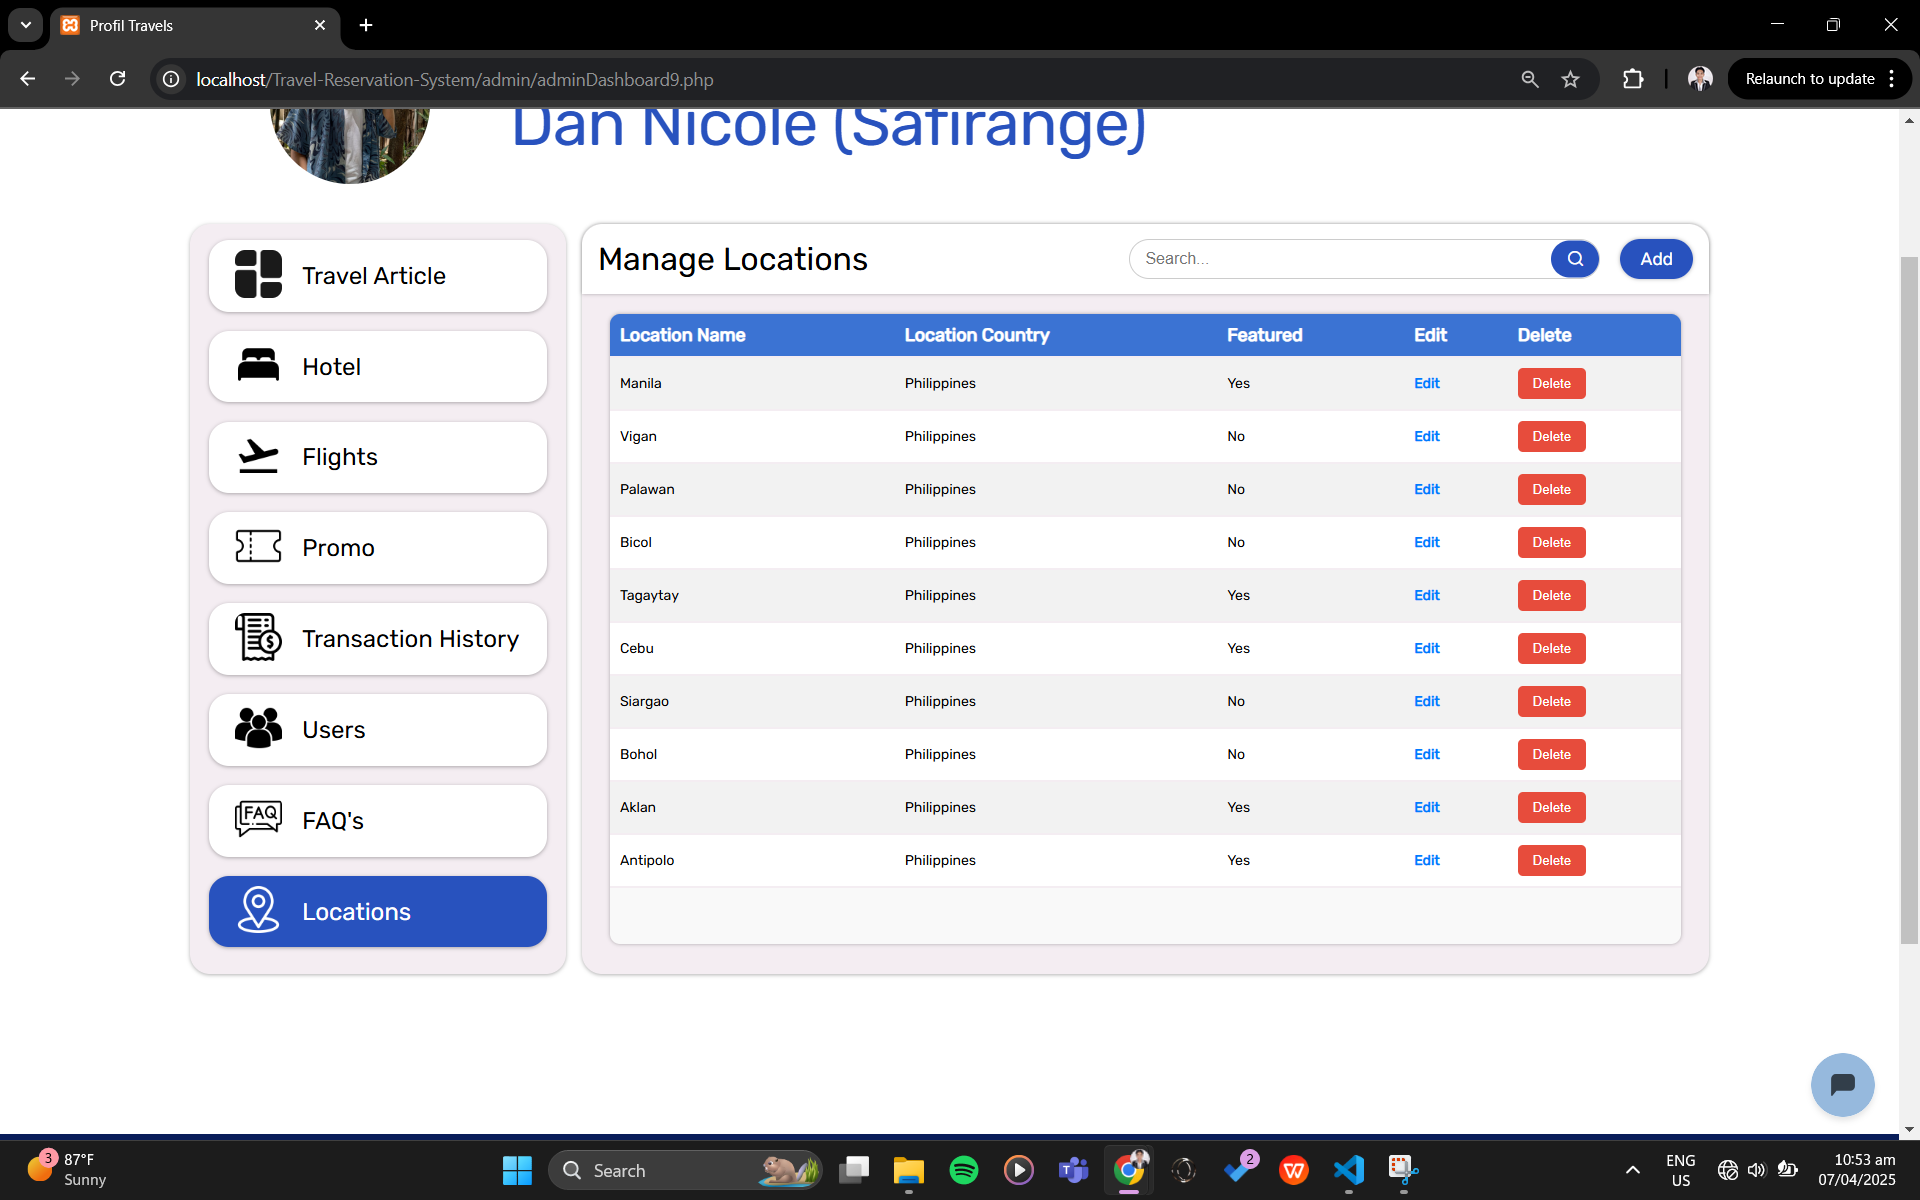 Profil Travels
localhost/Travel-Reservation-System/admin/adminDashboard9.php
Relaunch to update
Dan Nicole (Safirange)
Travel Article
Hotel
Flights
Promo
Transaction History
Users
FAQ
FAQ's
Locations
Manage Locations
Search...
Add
Location Name Location Country Featured Edit Delete
Manila Philippines Yes Edit Delete
Vigan Philippines No Edit Delete
Palawan Philippines No Edit Delete
Bicol Philippines No Edit Delete
Tagaytay Philippines Yes Edit Delete
Cebu Philippines Yes Edit Delete
Siargao Philippines No Edit Delete
Bohol Philippines No Edit Delete
Aklan Philippines Yes Edit Delete
Antipolo Philippines Yes Edit Delete
3
87°F
Sunny
Search
2
ENG
US
10:53 am
07/04/2025